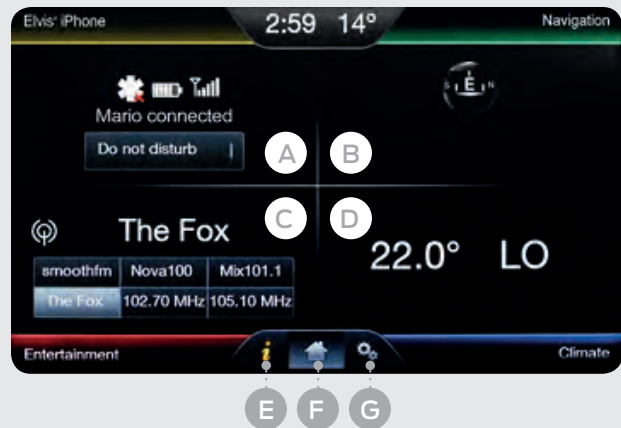 Elvis' iPhone 2:59 14° Navigation
E N
Mario connected
Do not disturb
A B
C D
The Fox
22.0° LO
smoothfm Nova100 Mix101.1
The Fox 102.70 MHz 105.10 MHz
Entertainment i Climate
E F G